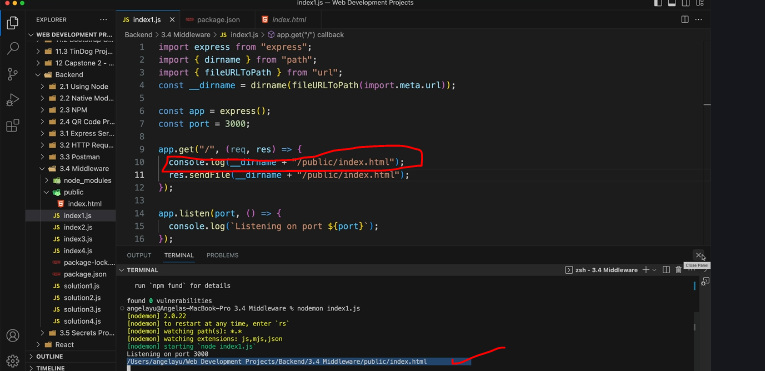 index1.js — Web Development Projects
EXPLORER
WEB DEVELOPMENT PR...
11.3 TinDog Proj...
12 Capstone 2 - ...
Backend
2.1 Using Node
2.2 Native Mod...
2.3 NPM
2.4 QR Code Pr...
3.1 Express Ser...
3.2 HTTP Requ...
3.3 Postman
3.4 Middleware
node_modules
public
index.html
JS index1.js
JS index2.js
JS index3.js
JS index4.js
package-lock....
package.json
JS solution1.js
JS solution2.js
JS solution3.js
JS solution4.js
3.5 Secrets Pro...
React
OUTLINE
TIMELINE
JS index1.js
package.json
index.html
Backend > 3.4 Middleware > JS index1.js > app.get("/") callback
1 import express from "express";
2 import { dirname } from "path";
3 import { fileURLToPath } from "url";
4 const __dirname = dirname(fileURLToPath(import.meta.url));
5
6 const app = express();
7 const port = 3000;
8
9 app.get("/", (req, res) => {
10 console.log(__dirname + "/public/index.html");
11 res.sendFile(__dirname + "/public/index.html");
12 });
13
14 app.listen(port, () => {
15 console.log(`Listening on port ${port}`);
16 });
OUTPUT TERMINAL PROBLEMS
Close Panel
TERMINAL
zsh - 3.4 Middleware
run `npm fund` for details
found 0 vulnerabilities
angelayu@Angelas-MacBook-Pro 3.4 Middleware % nodemon index1.js
[nodemon] 2.0.22
[nodemon] to restart at any time, enter `rs`
[nodemon] watching path(s): *.*
[nodemon] watching extensions: js,mjs,json
[nodemon] starting `node index1.js`
Listening on port 3000
/Users/angelayu/Web Development Projects/Backend/3.4 Middleware/public/index.html